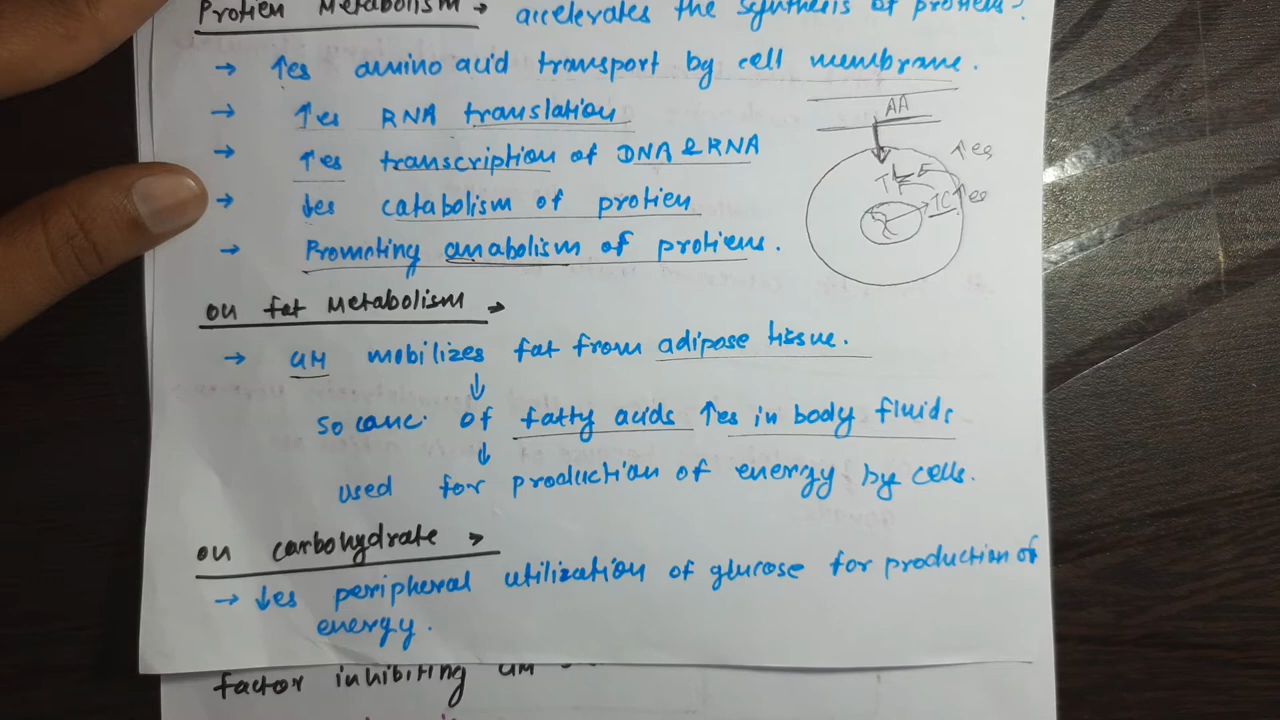 Protien Metabolism → accelerates the synthesis of protiens.
→ ↑es amino acid transport by cell membrane.
→ ↑es RNA translation
→ ↑es transcription of DNA & RNA
→ ↓es catabolism of protien
→ Promoting anabolism of protiens.
AA
↑es
TC ↑es
on fat Metabolism →
→ GH mobilizes fat from adipose tissue.
↓
so conc. of fatty acids ↑es in body fluids
↓
used for production of energy by cells.
on carbohydrate →
→ ↓es peripheral utilization of glucose for production of
energy.
factor inhibiting GH